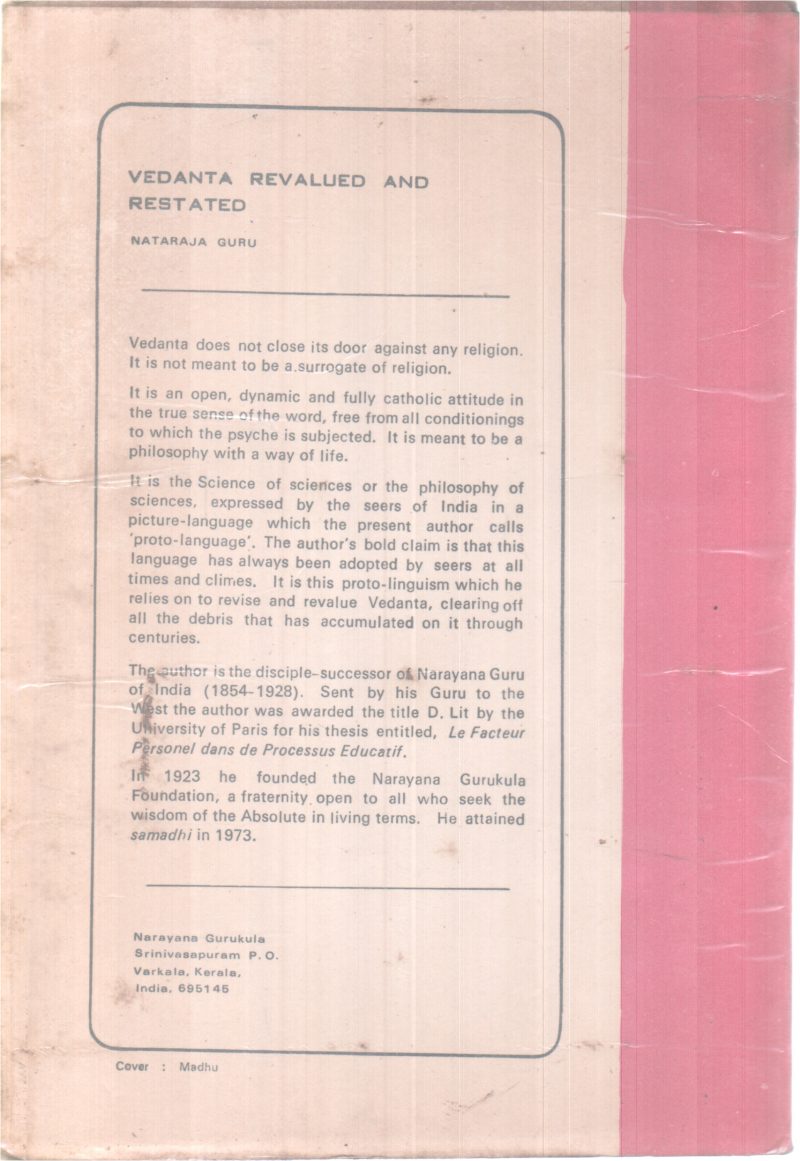 VEDANTA REVALUED AND
RESTATED
NATARAJA GURU
Vedanta does not close its door against any religion.
It is not meant to be a surrogate of religion.
It is an open, dynamic and fully catholic attitude in
the true sense of the word, free from all conditionings
to which the psyche is subjected. It is meant to be a
philosophy with a way of life.
It is the Science of sciences or the philosophy of
sciences, expressed by the seers of India in a
picture-language which the present author calls
'proto-language'. The author's bold claim is that this
language has always been adopted by seers at all
times and climes. It is this proto-linguism which he
relies on to revise and revalue Vedanta, clearing off
all the debris that has accumulated on it through
centuries.
The author is the disciple-successor of Narayana Guru
of India (1854-1928). Sent by his Guru to the
West the author was awarded the title D. Lit by the
University of Paris for his thesis entitled, Le Facteur
Personel dans de Processus Educatif.
In 1923 he founded the Narayana Gurukula
Foundation, a fraternity open to all who seek the
wisdom of the Absolute in living terms. He attained
samadhi in 1973.
Narayana Gurukula
Srinivasapuram P.O.
Varkala, Kerala,
India, 695145
Cover : Madhu